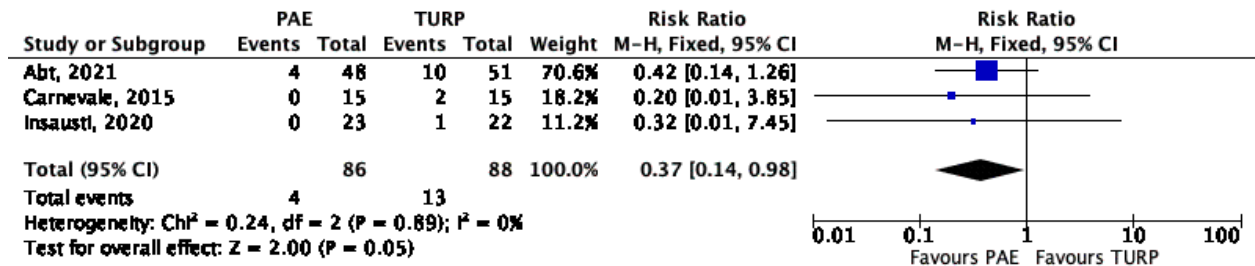 PAE TURP Risk Ratio Risk Ratio
Study or Subgroup Events Total Events Total Weight M-H, Fixed, 95% CI M-H, Fixed, 95% CI
Abt, 2021 4 48 10 51 70.6% 0.42 [0.14, 1.26]
Carnevale, 2015 0 15 2 15 18.2% 0.20 [0.01, 3.85]
Insausti, 2020 0 23 1 22 11.2% 0.32 [0.01, 7.45]
Total (95% CI) 86 88 100.0% 0.37 [0.14, 0.98]
Total events 4 13
Heterogeneity: Chi² = 0.24, df = 2 (P = 0.89); I² = 0%
Test for overall effect: Z = 2.00 (P = 0.05)
0.01 0.1 1 10 100
Favours PAE Favours TURP